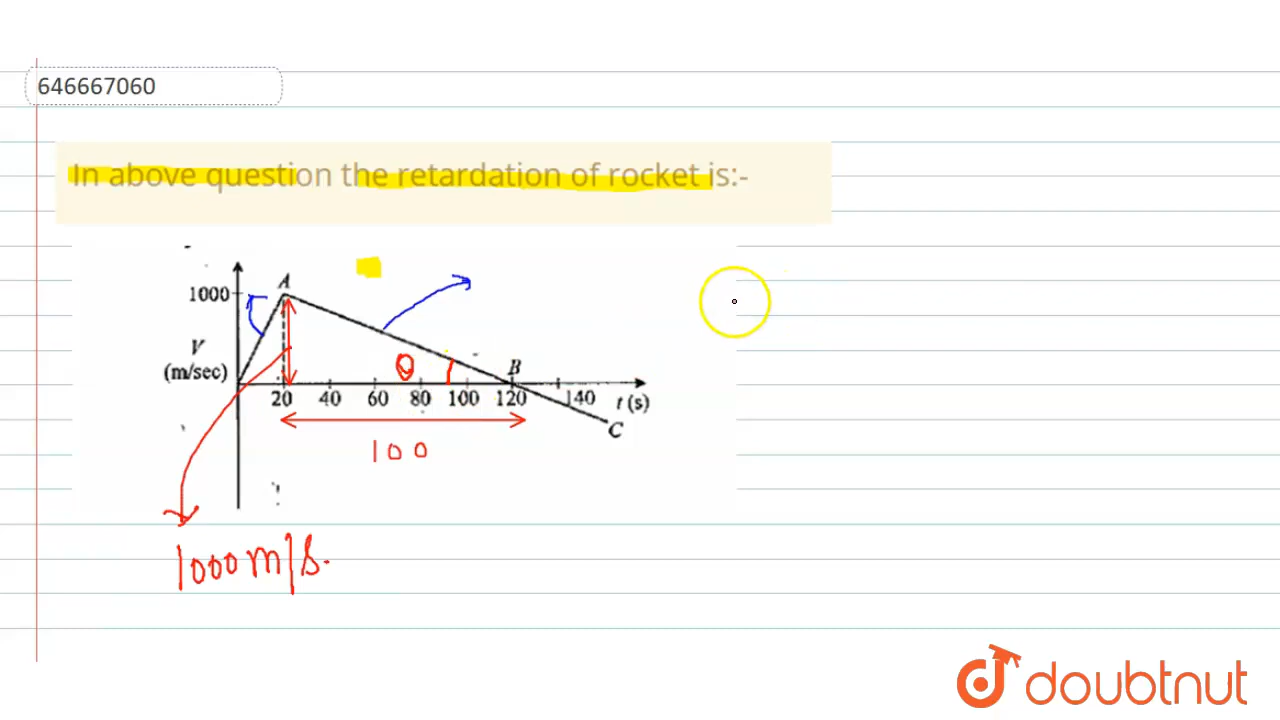 646667060
In above question the retardation of rocket is:-
A
1000
V
(m/sec)
θ
B
20 40 60 80 100 120 140 t (s)
C
100
1000 m/s.
doubtnut